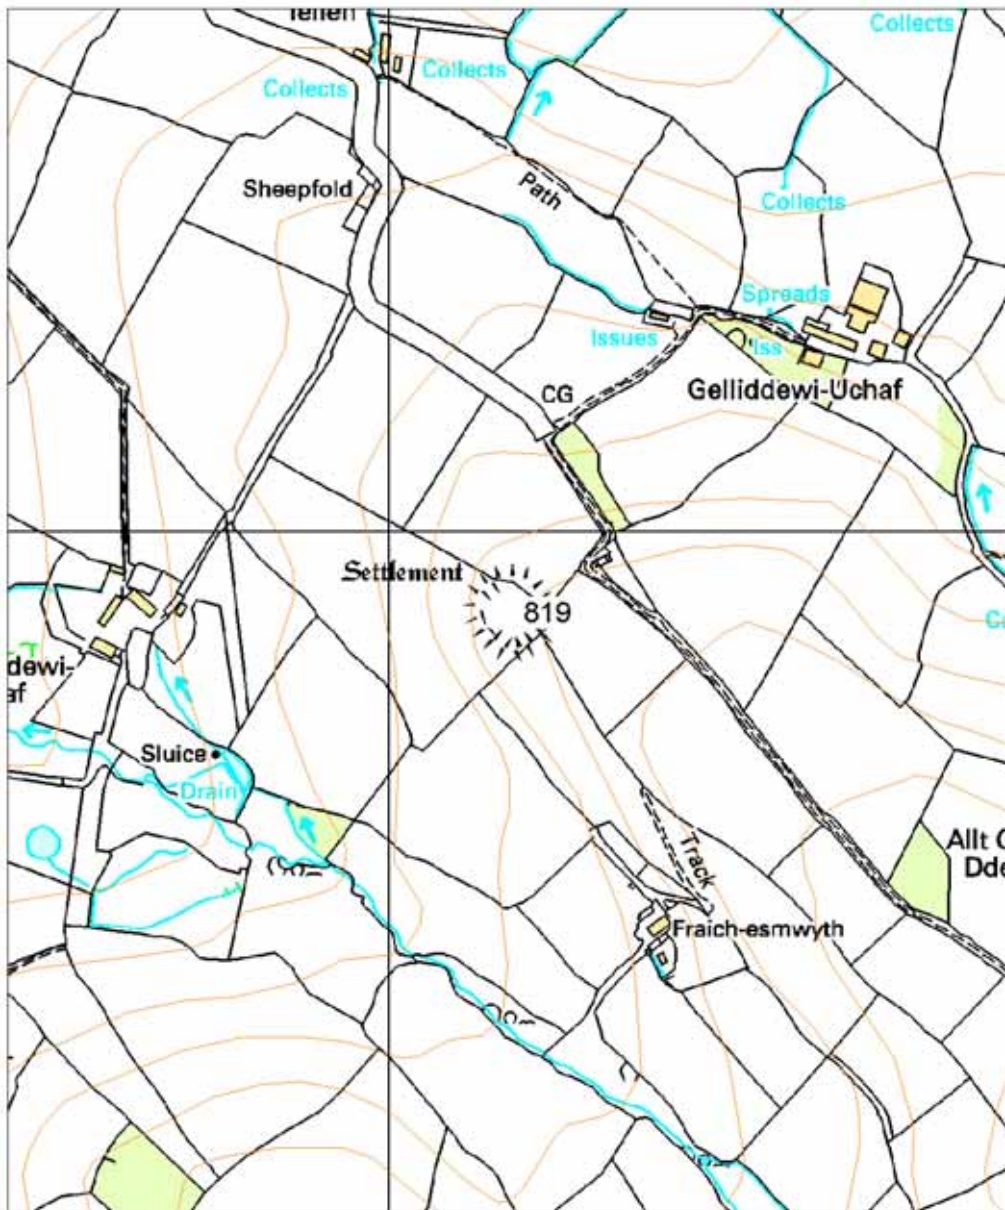 Collects
Collects
Collects
Sheepfold
Path
Collects
Spreads
Issues
Iss
CG
Gelliddewi-Uchaf
Settlement
819
Sluice
Drain
Track
Fraich-esmwyth
Allt